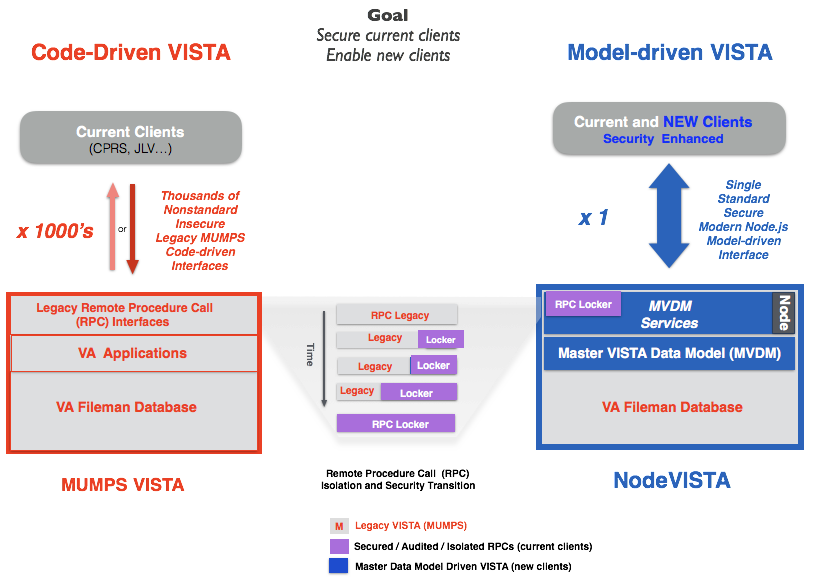 Goal
Secure current clients
Enable new clients
Code-Driven VISTA
Current Clients
(CPRS, JLV...)
x 1000's
or
Thousands of
Nonstandard
Insecure
Legacy MUMPS
Code-driven
Interfaces
Legacy Remote Procedure Call
(RPC) Interfaces
VA Applications
VA Fileman Database
MUMPS VISTA
Time
RPC Legacy
Legacy Locker
Legacy Locker
Legacy Locker
RPC Locker
Remote Procedure Call (RPC)
Isolation and Security Transition
M Legacy VISTA (MUMPS)
Secured / Audited / Isolated RPCs (current clients)
Master Data Model Driven VISTA (new clients)
Model-driven VISTA
Current and NEW Clients
Security Enhanced
x 1
Single
Standard
Secure
Modern Node.js
Model-driven
Interface
RPC Locker
MVDM
Services
Node
Master VISTA Data Model (MVDM)
VA Fileman Database
NodeVISTA